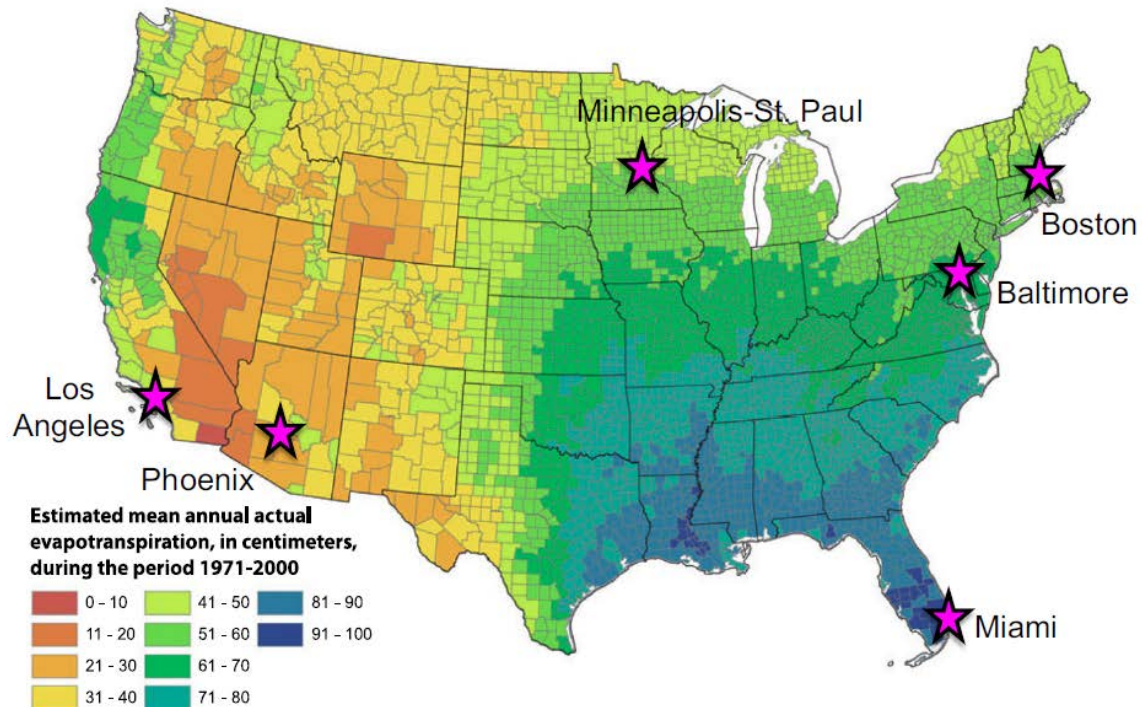 Minneapolis-St. Paul
Boston
Baltimore
Los
Angeles
Phoenix
Miami
Estimated mean annual actual
evapotranspiration, in centimeters,
during the period 1971-2000
0 - 10
41 - 50
81 - 90
11 - 20
51 - 60
91 - 100
21 - 30
61 - 70
31 - 40
71 - 80